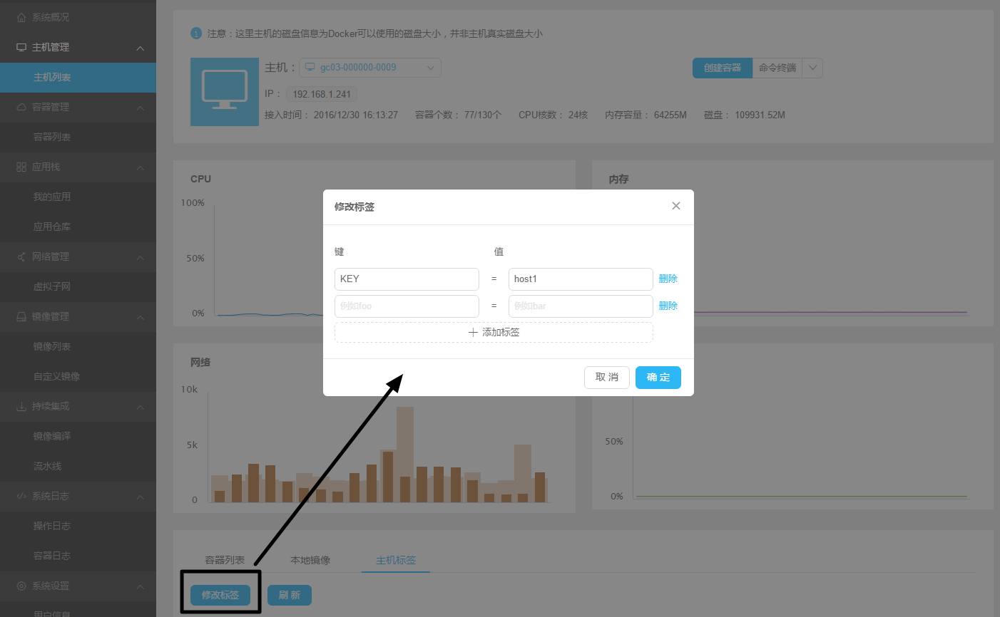 系统概况
主机管理
主机列表
容器管理
容器列表
应用栈
我的应用
应用仓库
网络管理
虚拟子网
镜像管理
镜像列表
自定义镜像
持续集成
镜像编译
流水线
系统日志
操作日志
容器日志
系统设置
用户信息
注意：这里主机的磁盘信息为Docker可以使用的磁盘大小，并非主机真实磁盘大小
主机： gc03-000000-0009
创建容器 命令终端
IP： 192.168.1.241
接入时间： 2016/12/30 16:13:27 容器个数： 77/130个 CPU核数： 24核 内存容量： 64255M 磁盘： 109931.52M
CPU
100%
50%
0%
内存
修改标签
键 值
KEY = host1 删除
例如foo = 例如bar 删除
添加标签
取 消 确 定
网络
10k
5k
0
50%
0%
容器列表 本地镜像 主机标签
修改标签 刷 新